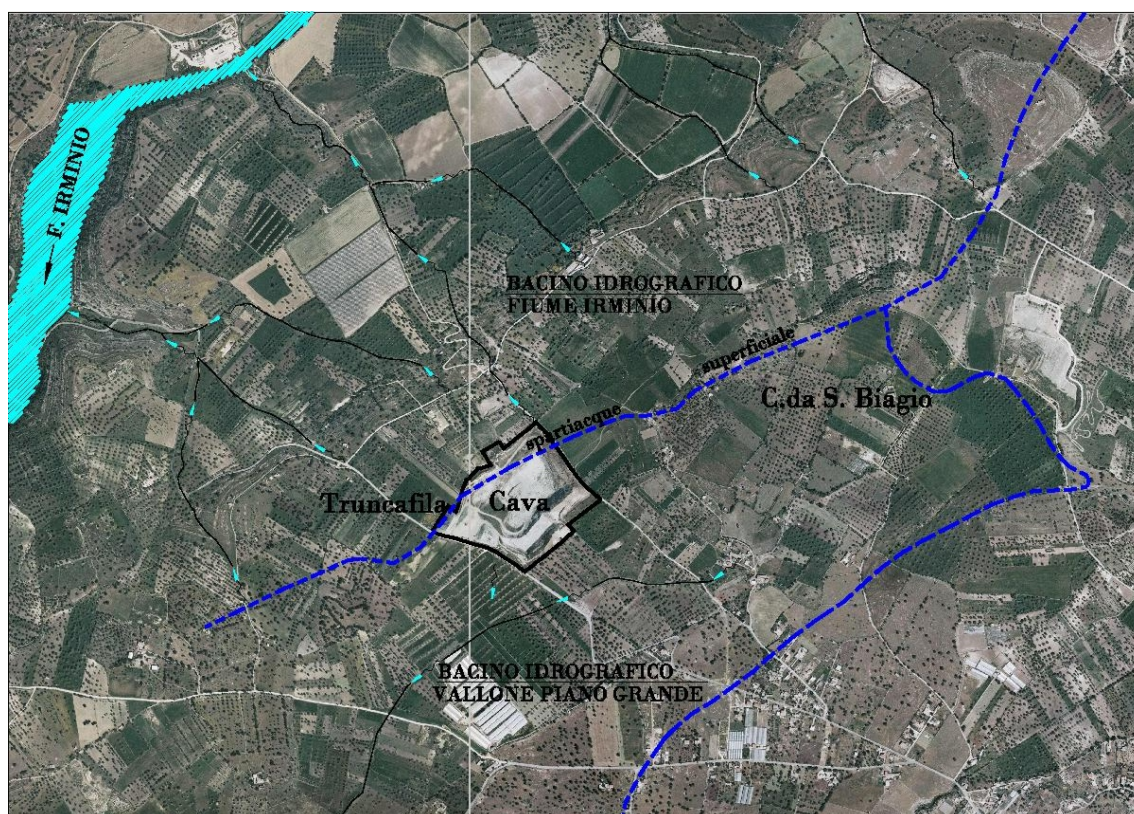 F. IRMINIO
BACINO IDROGRAFICO
FIUME IRMINIO
spartiacque superficiale
C.da S. Biagio
Truncafila
Cava
BACINO IDROGRAFICO
VALLONE PIANO GRANDE